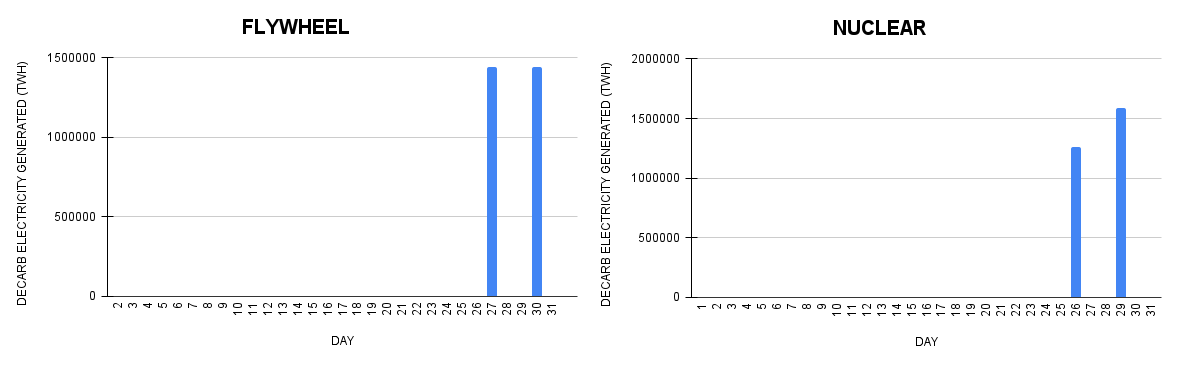 FLYWHEEL
DECARB ELECTRICITY GENERATED (TWH)
1500000
1000000
500000
0
2 3 4 5 6 7 8 9 10 11 12 13 14 15 16 17 18 19 20 21 22 23 24 25 26 27 28 29 30 31
DAY
NUCLEAR
DECARB ELECTRICITY GENERATED (TWH)
2000000
1500000
1000000
500000
0
1 2 3 4 5 6 7 8 9 10 11 12 13 14 15 16 17 18 19 20 21 22 23 24 25 26 27 28 29 30 31
DAY